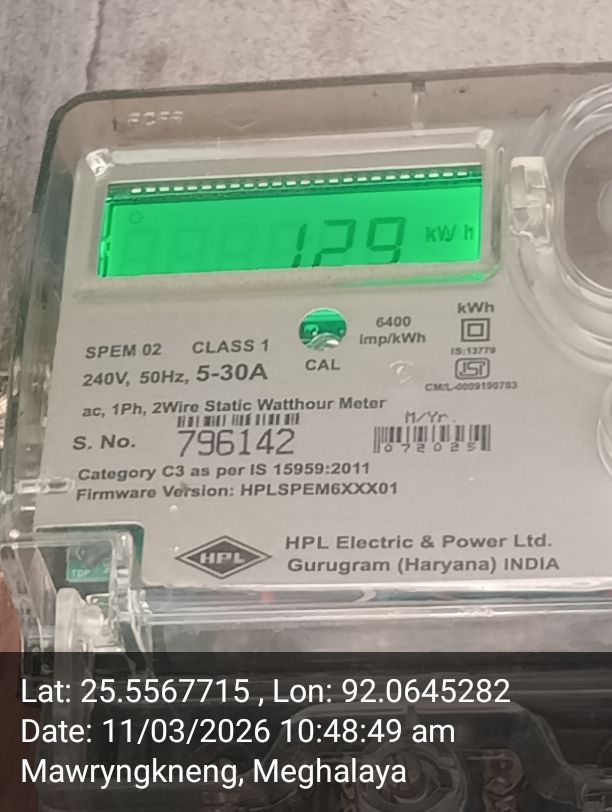 129 kWh
kWh
6400
imp/kWh
IS:13779
ISI
CM/L-0009190783
SPEM 02 CLASS 1
CAL
240V, 50Hz, 5-30A
ac, 1Ph, 2Wire Static Watthour Meter
M/Yr.
S. No. 796142
072025
Category C3 as per IS 15959:2011
Firmware Version: HPLSPEM6XXX01
HPL
HPL Electric & Power Ltd.
Gurugram (Haryana) INDIA
Lat: 25.5567715 , Lon: 92.0645282
Date: 11/03/2026 10:48:49 am
Mawryngkneng, Meghalaya